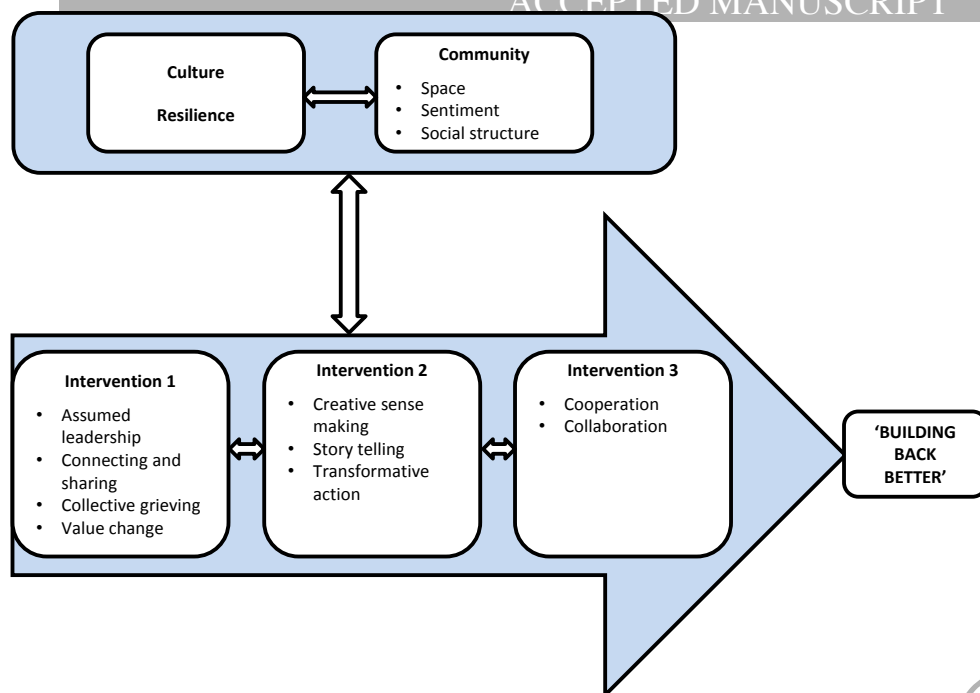 ACCEPTED MANUSCRIPT
Culture
Resilience
Community
• Space
• Sentiment
• Social structure
Intervention 1
• Assumed
leadership
• Connecting and
sharing
• Collective grieving
• Value change
Intervention 2
• Creative sense
making
• Story telling
• Transformative
action
Intervention 3
• Cooperation
• Collaboration
‘BUILDING
BACK
BETTER’